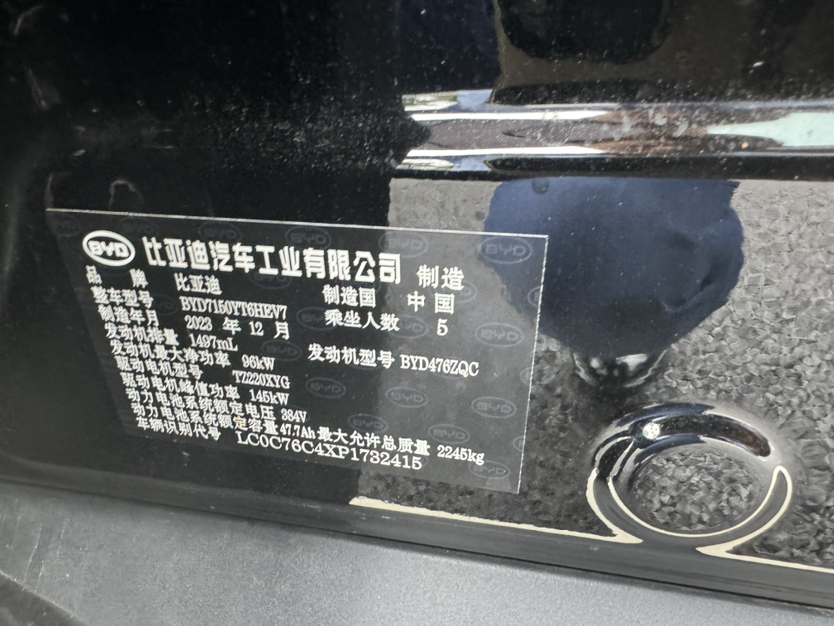 BYD 比亚迪汽车工业有限公司 制造
品 牌 比亚迪 制造国 中国
整车型号 BYD7150YT6HEV7 乘坐人数 5
制造年月 2023 年 12 月
发动机排量 1497mL 发动机型号 BYD476ZQC
发动机最大净功率 96kW
驱动电机型号 TZ220XYG
驱动电机峰值功率 145kW
动力电池系统额定电压 384V
动力电池系统额定容量 47.7Ah 最大允许总质量 2245kg
车辆识别代号 LC0C76C4XP1732415